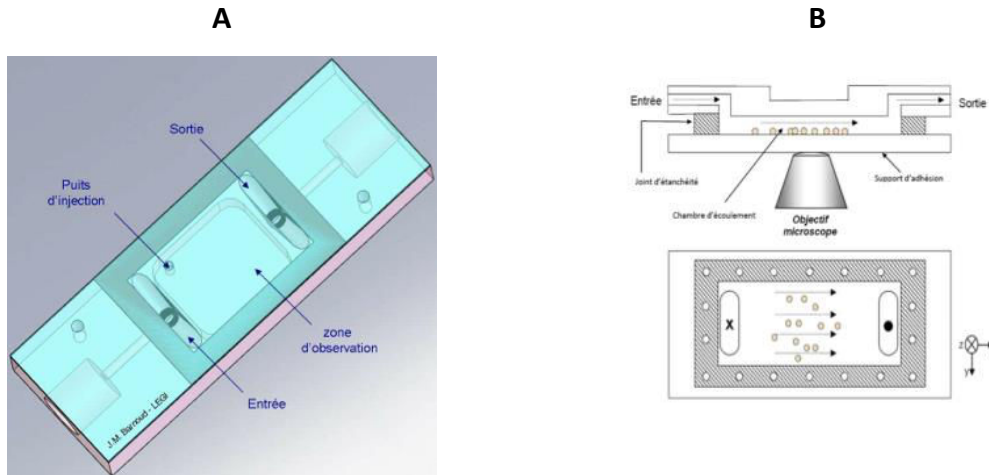 A
B
Sortie
Puits
d'injection
zone
d'observation
Entrée
J.M. Barnoud - LEGI
Entrée
Sortie
Joint d'étanchéité
Support d'adhésion
Chambre d'écoulement
Objectif
microscope
X
z
y